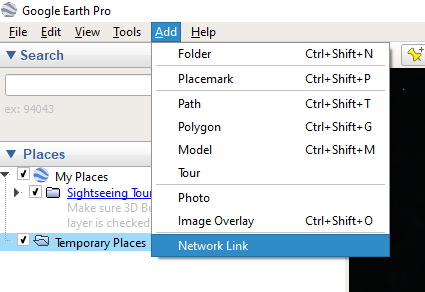 Google Earth Pro
File Edit View Tools Add Help
Search
ex: 94043
Places
My Places
Sightseeing Tour
Make sure 3D Bu
layer is checked
Temporary Places
Folder Ctrl+Shift+N
Placemark Ctrl+Shift+P
Path Ctrl+Shift+T
Polygon Ctrl+Shift+G
Model Ctrl+Shift+M
Tour
Photo
Image Overlay Ctrl+Shift+O
Network Link